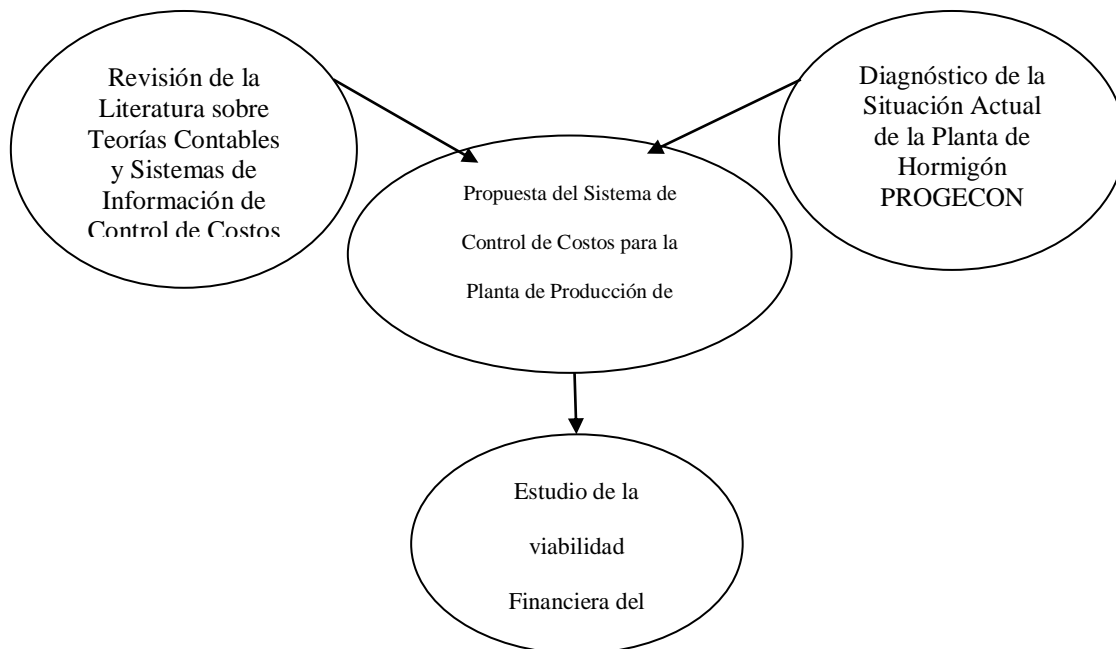 Revisión de la
Literatura sobre
Teorías Contables
y Sistemas de
Información de
Control de Costos
Diagnóstico de la
Situación Actual
de la Planta de
Hormigón
PROGECON
Propuesta del Sistema de
Control de Costos para la
Planta de Producción de
Estudio de la
viabilidad
Financiera del